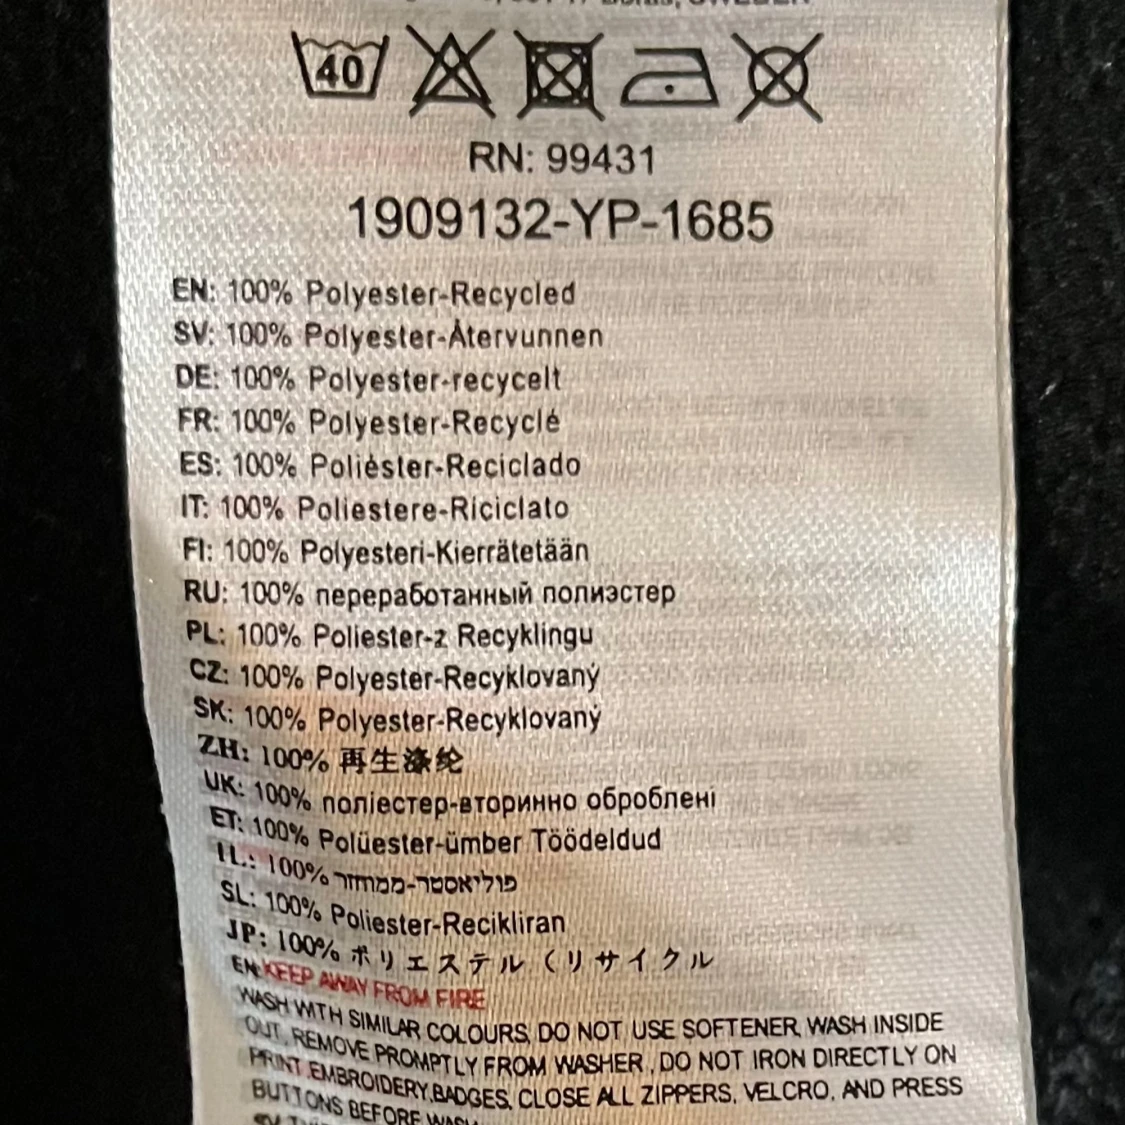 SWEDEN
40
RN: 99431
1909132-YP-1685
EN: 100% Polyester-Recycled
SV: 100% Polyester-Återvunnen
DE: 100% Polyester-recycelt
FR: 100% Polyester-Recyclé
ES: 100% Poliéster-Reciclado
IT: 100% Poliestere-Riciclato
FI: 100% Polyesteri-Kierrätetään
RU: 100% переработанный полиэстер
PL: 100% Poliester-z Recyklingu
CZ: 100% Polyester-Recyklovaný
SK: 100% Polyester-Recyklovaný
ZH: 100% 再生涤纶
UK: 100% поліестер-вторинно оброблені
ET: 100% Polüester-ümber Töödeldud
IL: 100% פוליאסטר-ממחזר
SL: 100% Poliester-Recikliran
JP: 100% ポリエステル (リサイクル
EN:KEEP AWAY FROM FIRE
WASH WITH SIMILAR COLOURS, DO NOT USE SOFTENER, WASH INSIDE
OUT, REMOVE PROMPTLY FROM WASHER , DO NOT IRON DIRECTLY ON
PRINT,EMBROIDERY,BADGES, CLOSE ALL ZIPPERS, VELCRO, AND PRESS
BUTTONS BEFORE WASH